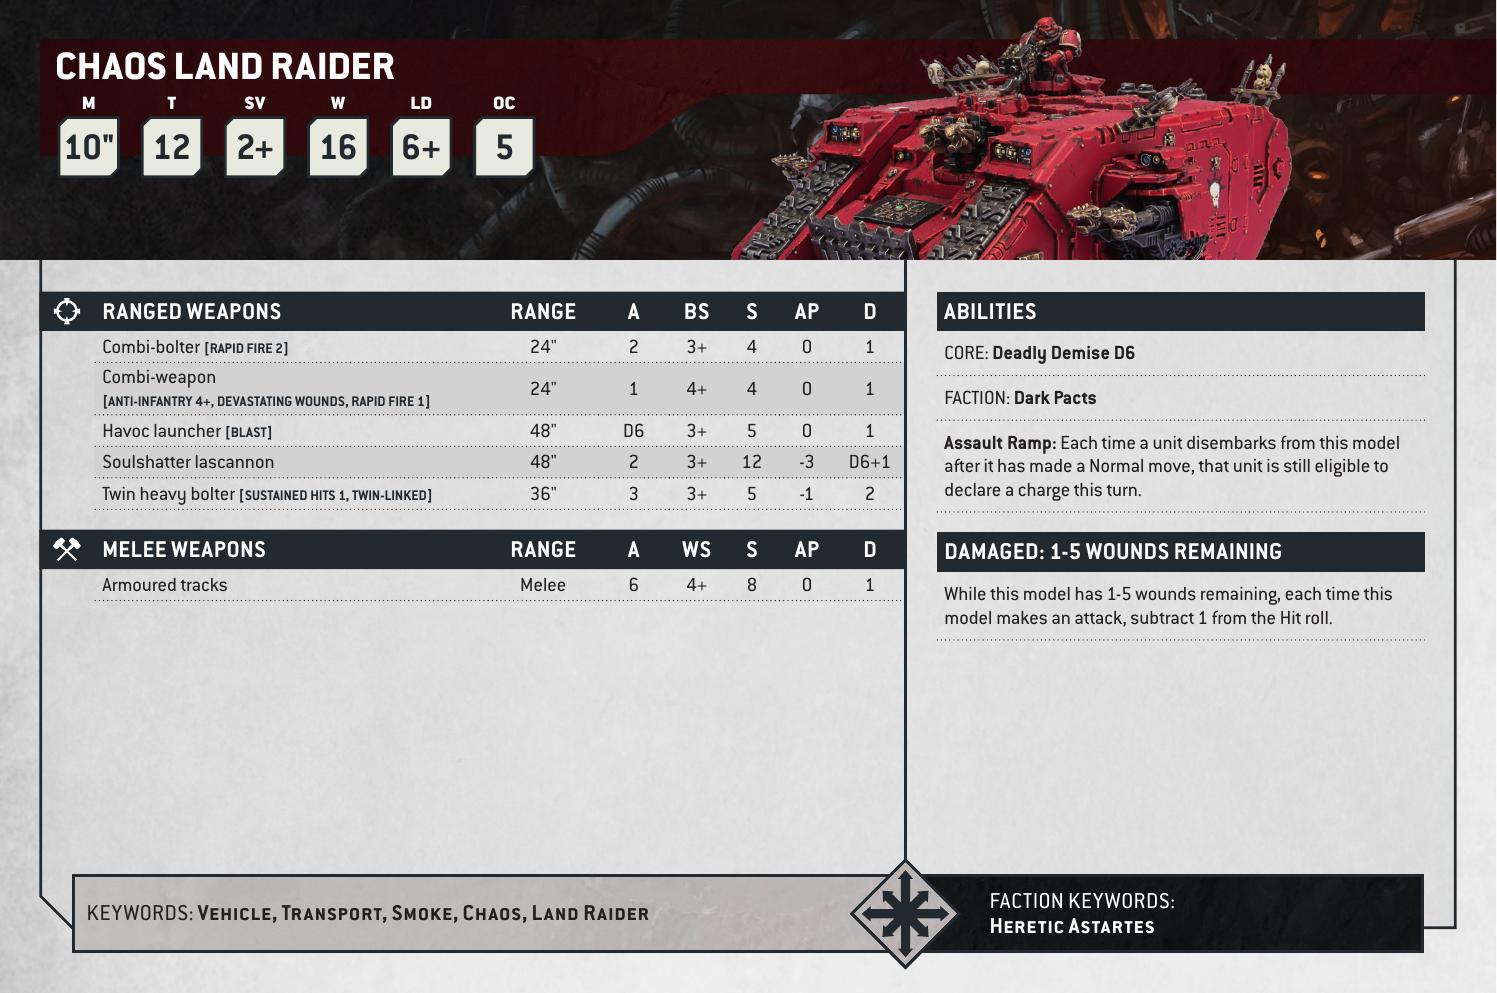 CHAOS LAND RAIDER
M T SV W LD OC
10" 12 2+ 16 6+ 5
RANGED WEAPONS RANGE A BS S AP D
Combi-bolter [RAPID FIRE 2] 24" 2 3+ 4 0 1
Combi-weapon
[ANTI-INFANTRY 4+, DEVASTATING WOUNDS, RAPID FIRE 1] 24" 1 4+ 4 0 1
Havoc launcher [BLAST] 48" D6 3+ 5 0 1
Soulshatter lascannon 48" 2 3+ 12 -3 D6+1
Twin heavy bolter [SUSTAINED HITS 1, TWIN-LINKED] 36" 3 3+ 5 -1 2
MELEE WEAPONS RANGE A WS S AP D
Armoured tracks Melee 6 4+ 8 0 1
ABILITIES
CORE: Deadly Demise D6
FACTION: Dark Pacts
Assault Ramp: Each time a unit disembarks from this model
after it has made a Normal move, that unit is still eligible to
declare a charge this turn.
DAMAGED: 1-5 WOUNDS REMAINING
While this model has 1-5 wounds remaining, each time this
model makes an attack, subtract 1 from the Hit roll.
KEYWORDS: VEHICLE, TRANSPORT, SMOKE, CHAOS, LAND RAIDER
FACTION KEYWORDS:
HERETIC ASTARTES